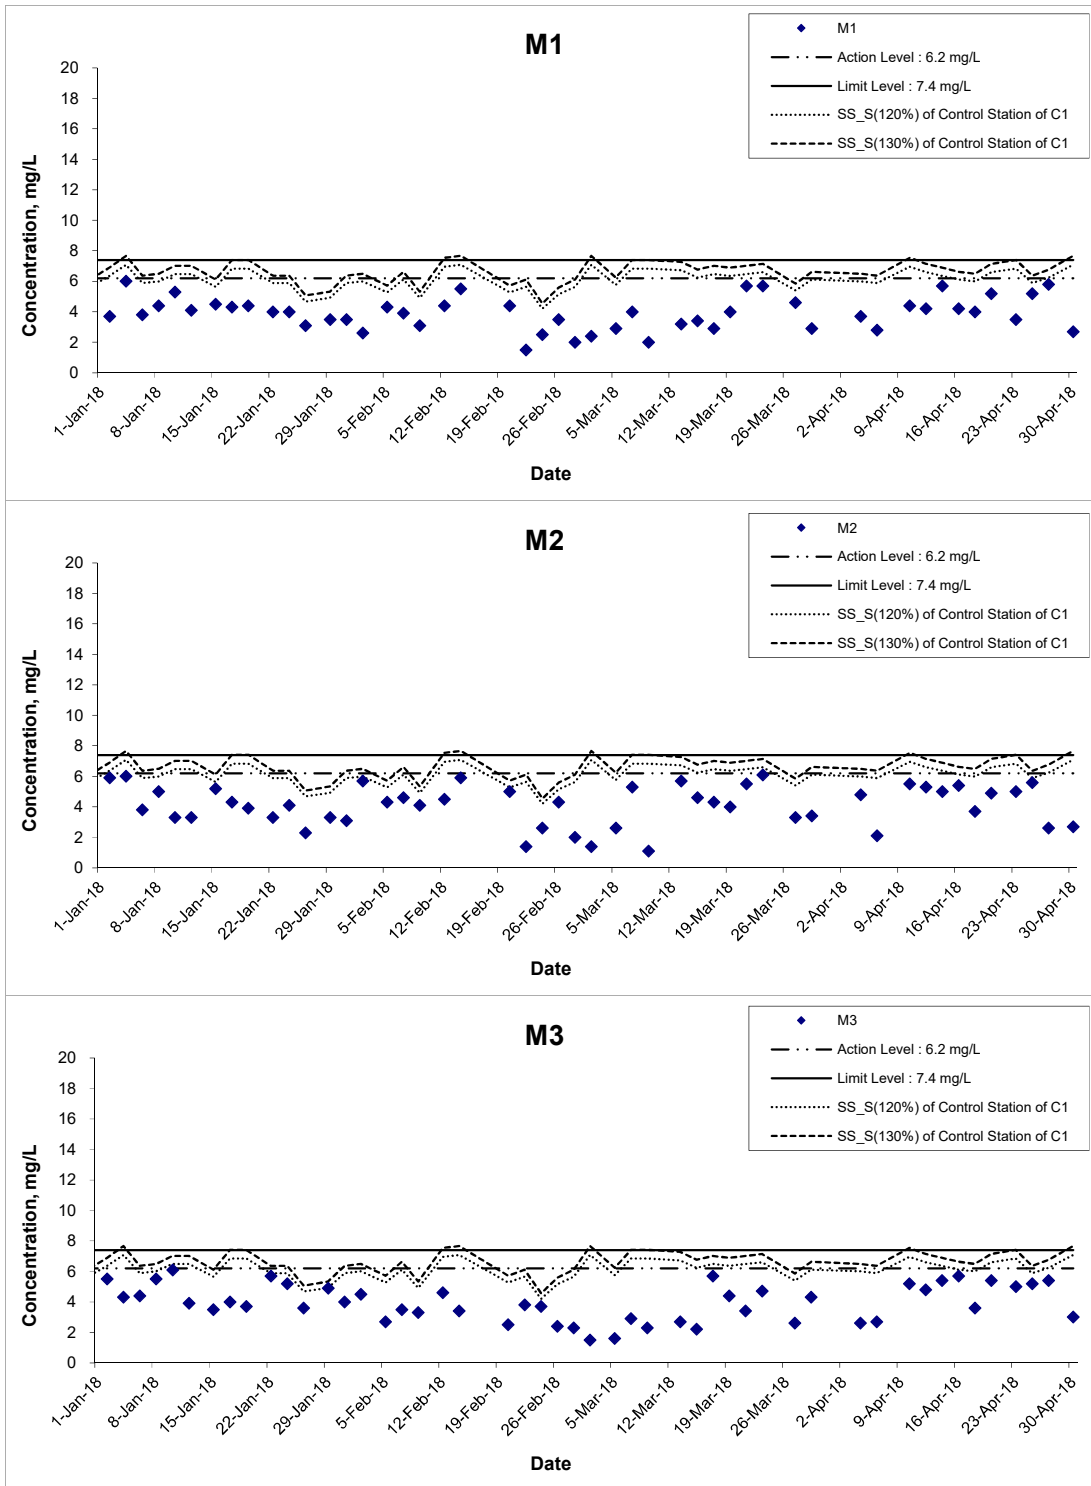 M1
M1
Action Level : 6.2 mg/L
Limit Level : 7.4 mg/L
SS_S(120%) of Control Station of C1
SS_S(130%) of Control Station of C1
Concentration, mg/L
20
18
16
14
12
10
8
6
4
2
0
1-Jan-18
8-Jan-18
15-Jan-18
22-Jan-18
29-Jan-18
5-Feb-18
12-Feb-18
19-Feb-18
26-Feb-18
5-Mar-18
12-Mar-18
19-Mar-18
26-Mar-18
2-Apr-18
9-Apr-18
16-Apr-18
23-Apr-18
30-Apr-18
Date
M2
M2
Action Level : 6.2 mg/L
Limit Level : 7.4 mg/L
SS_S(120%) of Control Station of C1
SS_S(130%) of Control Station of C1
Concentration, mg/L
20
18
16
14
12
10
8
6
4
2
0
1-Jan-18
8-Jan-18
15-Jan-18
22-Jan-18
29-Jan-18
5-Feb-18
12-Feb-18
19-Feb-18
26-Feb-18
5-Mar-18
12-Mar-18
19-Mar-18
26-Mar-18
2-Apr-18
9-Apr-18
16-Apr-18
23-Apr-18
30-Apr-18
Date
M3
M3
Action Level : 6.2 mg/L
Limit Level : 7.4 mg/L
SS_S(120%) of Control Station of C1
SS_S(130%) of Control Station of C1
Concentration, mg/L
20
18
16
14
12
10
8
6
4
2
0
1-Jan-18
8-Jan-18
15-Jan-18
22-Jan-18
29-Jan-18
5-Feb-18
12-Feb-18
19-Feb-18
26-Feb-18
5-Mar-18
12-Mar-18
19-Mar-18
26-Mar-18
2-Apr-18
9-Apr-18
16-Apr-18
23-Apr-18
30-Apr-18
Date